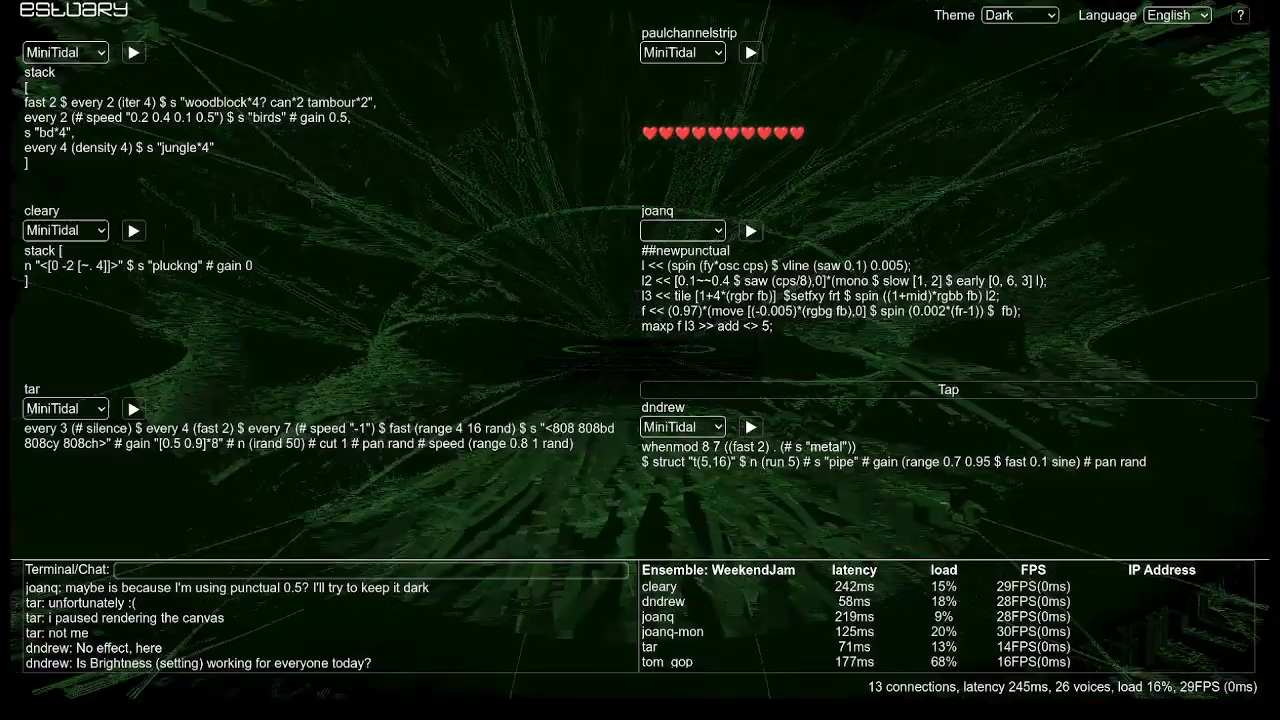 estuary
Theme Dark Language English ?
MiniTidal
stack
[
fast 2 $ every 2 (iter 4) $ s "woodblock*4? can*2 tambour*2",
every 2 (# speed "0.2 0.4 0.1 0.5") $ s "birds" # gain 0.5,
s "bd*4",
every 4 (density 4) $ s "jungle*4"
]
paulchannelstrip
MiniTidal
❤️❤️❤️❤️❤️❤️❤️❤️❤️❤️
cleary
MiniTidal
stack [
n "<[0 -2 [~. 4]]>" $ s "pluckng" # gain 0
]
joanq
##newpunctual
l << (spin (fy*osc cps) $ vline (saw 0.1) 0.005);
l2 << [0.1~~0.4 $ saw (cps/8),0]*(mono $ slow [1, 2] $ early [0, 6, 3] l);
l3 << tile [1+4*(rgbr fb)]  $setfxy frt $ spin ((1+mid)*rgbb fb) l2;
f << (0.97)*(move [(-0.005)*(rgbg fb),0] $ spin (0.002*(fr-1)) $  fb);
maxp f l3 >> add <> 5;
tar
MiniTidal
every 3 (# silence) $ every 4 (fast 2) $ every 7 (# speed "-1") $ fast (range 4 16 rand) $ s "<808 808bd
808cy 808ch>" # gain "[0.5 0.9]*8" # n (irand 50) # cut 1 # pan rand # speed (range 0.8 1 rand)
Tap
dndrew
MiniTidal
whenmod 8 7 ((fast 2) . (# s "metal"))
$ struct "t(5,16)" $ n (run 5) # s "pipe" # gain (range 0.7 0.95 $ fast 0.1 sine) # pan rand
Terminal/Chat:
joanq: maybe is because I'm using punctual 0.5? I'll try to keep it dark
tar: unfortunately :(
tar: i paused rendering the canvas
tar: not me
dndrew: No effect, here
dndrew: Is Brightness (setting) working for everyone today?
Ensemble: WeekendJam latency load FPS IP Address
cleary 242ms 15% 29FPS(0ms)
dndrew 58ms 18% 28FPS(0ms)
joanq 219ms 9% 28FPS(0ms)
joanq-mon 125ms 20% 30FPS(0ms)
tar 71ms 13% 14FPS(0ms)
tom_gop 177ms 68% 16FPS(0ms)
13 connections, latency 245ms, 26 voices, load 16%, 29FPS (0ms)